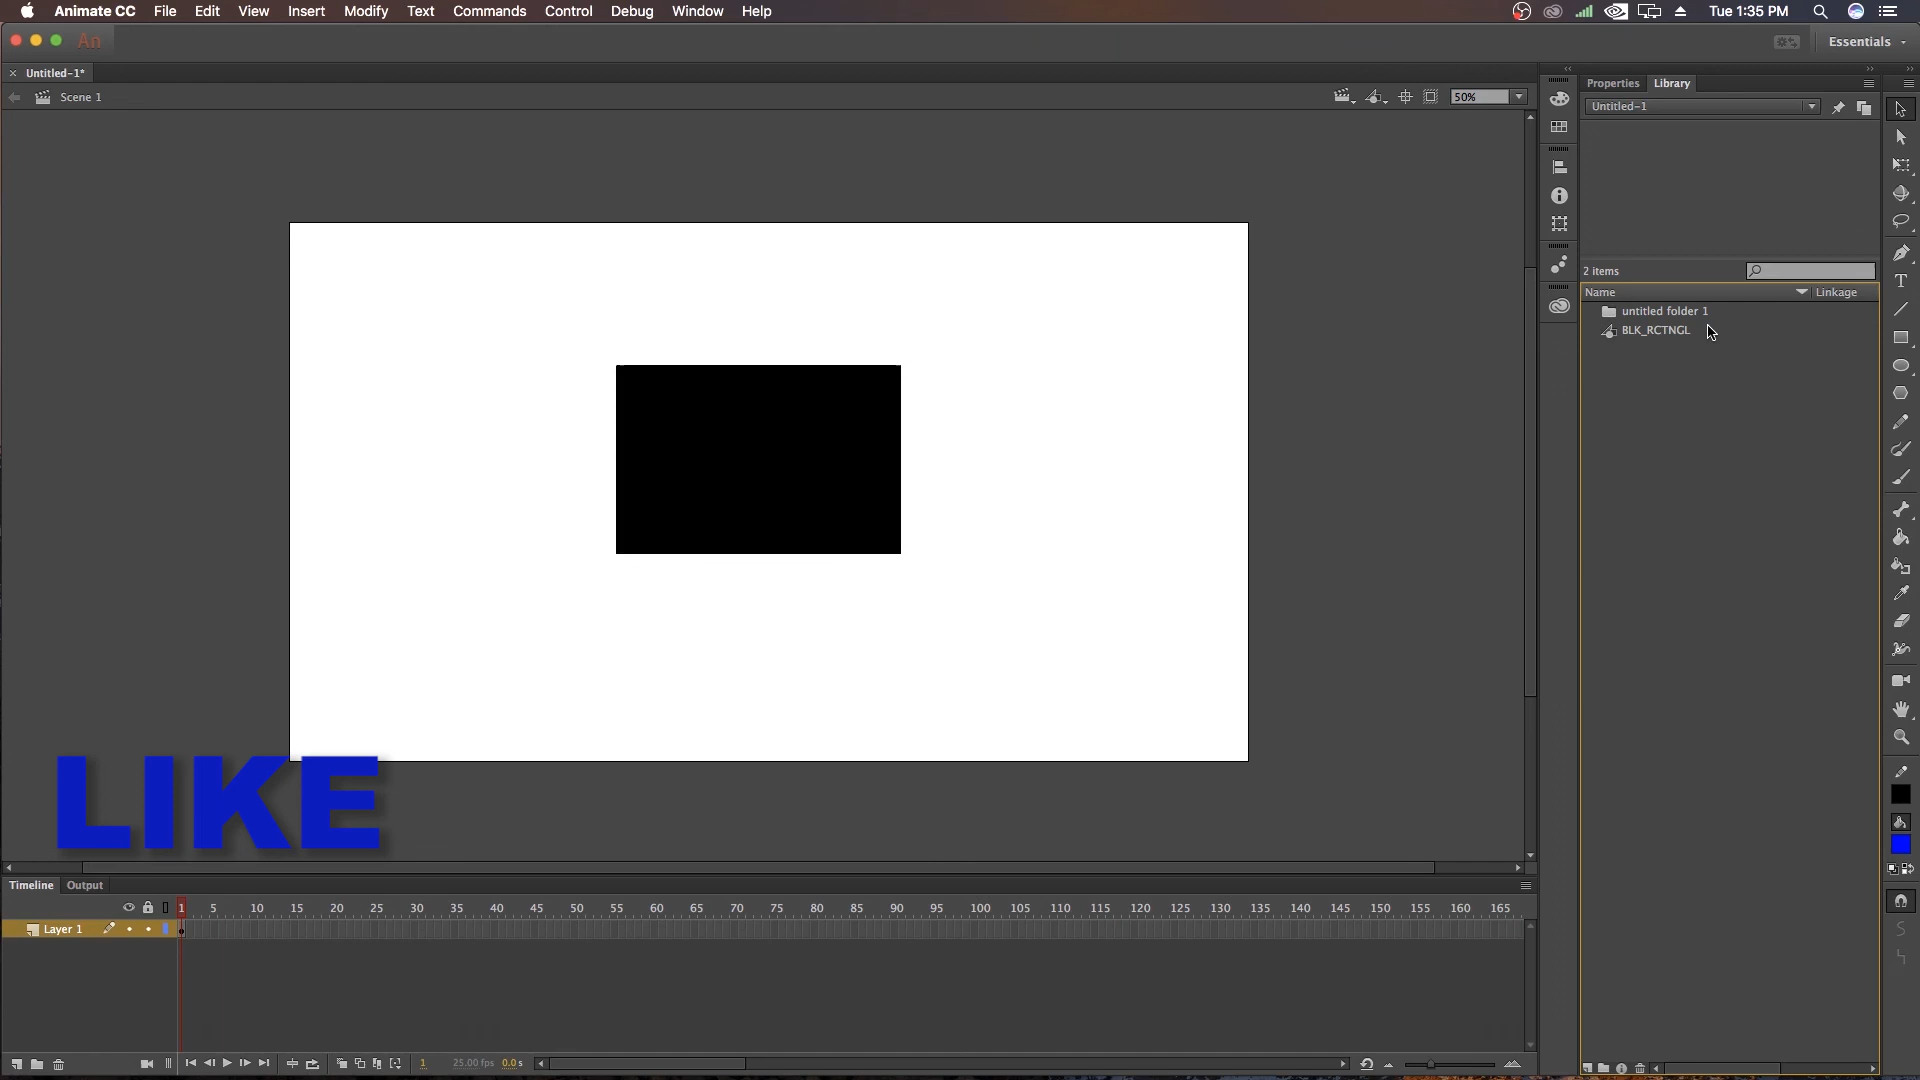 Animate CC File Edit View Insert Modify Text Commands Control Debug Window Help Tue 1:35 PM
An Essentials
Untitled-1* Properties Library
Scene 1 50% Untitled-1
2 items
Name Linkage
untitled folder 1
BLK_RCTNGL
LIKE
Timeline Output
1 5 10 15 20 25 30 35 40 45 50 55 60 65 70 75 80 85 90 95 100 105 110 115 120 125 130 135 140 145 150 155 160 165
Layer 1
1 25.00 fps 0.0 s